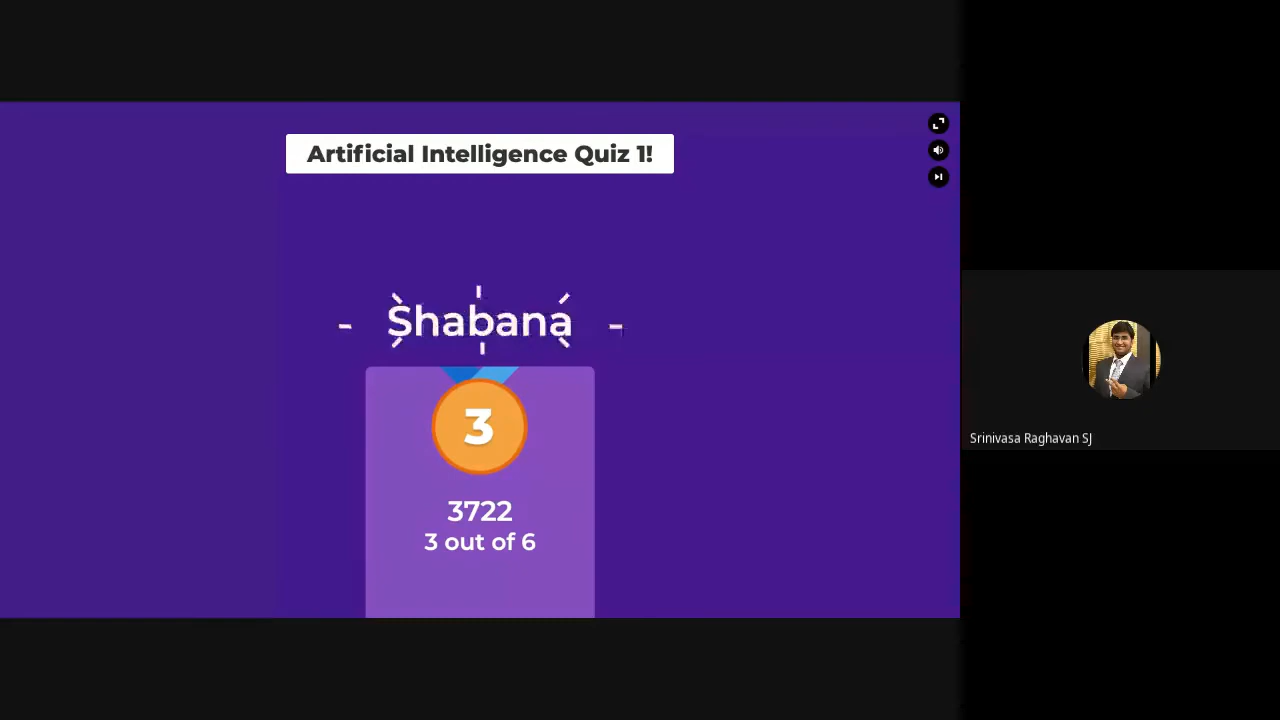 Artificial Intelligence Quiz 1!
Shabana
3
3722
3 out of 6
Srinivasa Raghavan SJ